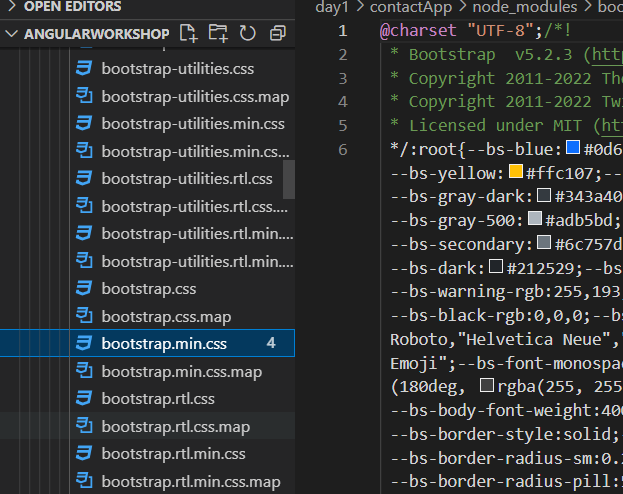 OPEN EDITORS
ANGULARWORKSHOP
bootstrap-utilities.css
bootstrap-utilities.css.map
bootstrap-utilities.min.css
bootstrap-utilities.min.cs...
bootstrap-utilities.rtl.css
bootstrap-utilities.rtl.css....
bootstrap-utilities.rtl.min....
bootstrap-utilities.rtl.min....
bootstrap.css
bootstrap.css.map
bootstrap.min.css 4
bootstrap.min.css.map
bootstrap.rtl.css
bootstrap.rtl.css.map
bootstrap.rtl.min.css
bootstrap.rtl.min.css.map
day1 > contactApp > node_modules > boo
1 @charset "UTF-8";/*!
2 * Bootstrap  v5.2.3 (http
3 * Copyright 2011-2022 The
4 * Copyright 2011-2022 Twi
5 * Licensed under MIT (htt
6 */:root{--bs-blue:#0d6
--bs-yellow:#ffc107;--
--bs-gray-dark:#343a40
--bs-gray-500:#adb5bd;
--bs-secondary:#6c757d
--bs-dark:#212529;--bs
--bs-warning-rgb:255,193
--bs-black-rgb:0,0,0;--bs
Roboto,"Helvetica Neue",
Emoji";--bs-font-monospa
(180deg, rgba(255, 255
--bs-body-font-weight:400
--bs-border-style:solid;
--bs-border-radius-sm:0.
--bs-border-radius-pill:5